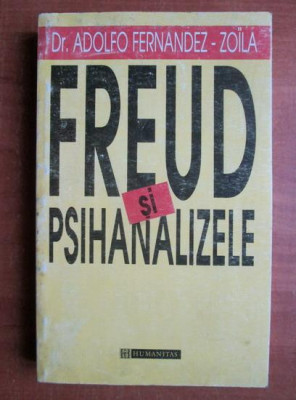 Dr. ADOLFO FERNANDEZ - ZOÏLA
FREUD
și
PSIHANALIZELE
HUMANITAS